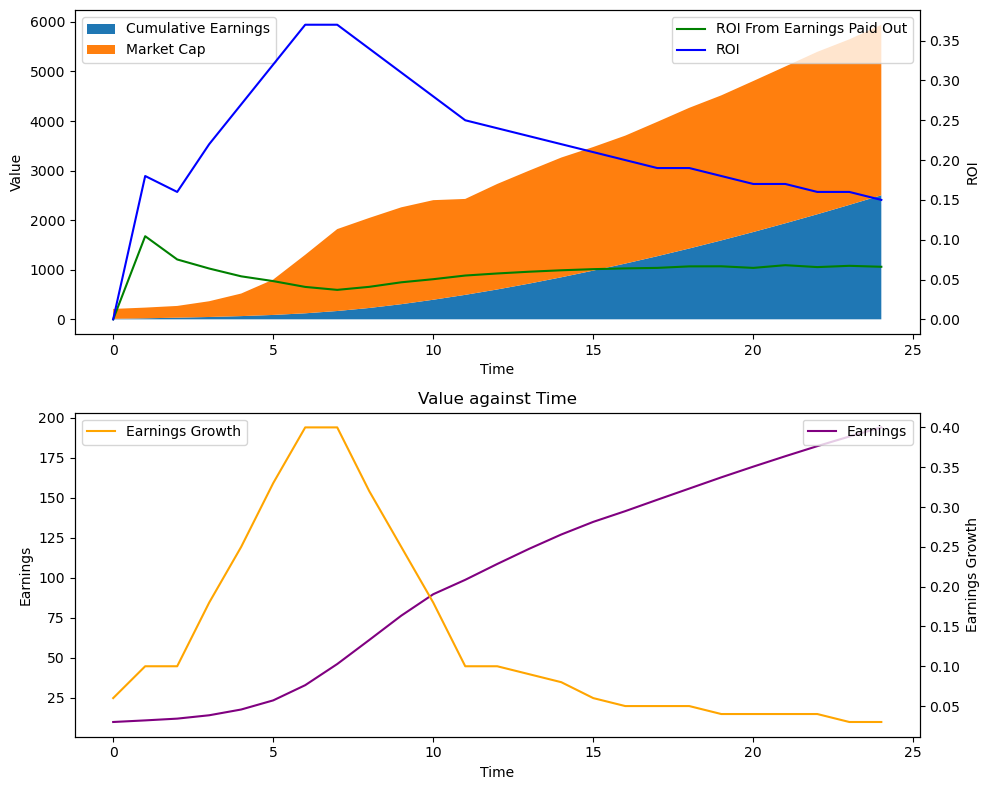 Cumulative Earnings
Market Cap
ROI From Earnings Paid Out
ROI
6000
5000
4000
3000
2000
1000
0
Value
0.35
0.30
0.25
0.20
0.15
0.10
0.05
0.00
ROI
0 5 10 15 20 25
Time
Value against Time
Earnings Growth
Earnings
200
175
150
125
100
75
50
25
Earnings
0.40
0.35
0.30
0.25
0.20
0.15
0.10
0.05
Earnings Growth
0 5 10 15 20 25
Time